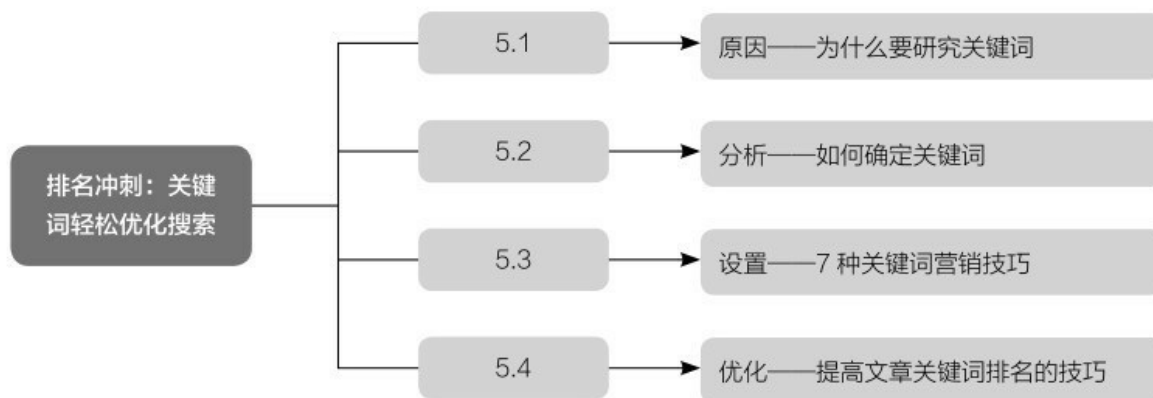 排名冲刺：关键
词轻松优化搜索
5.1
原因——为什么要研究关键词
5.2
分析——如何确定关键词
5.3
设置——7 种关键词营销技巧
5.4
优化——提高文章关键词排名的技巧